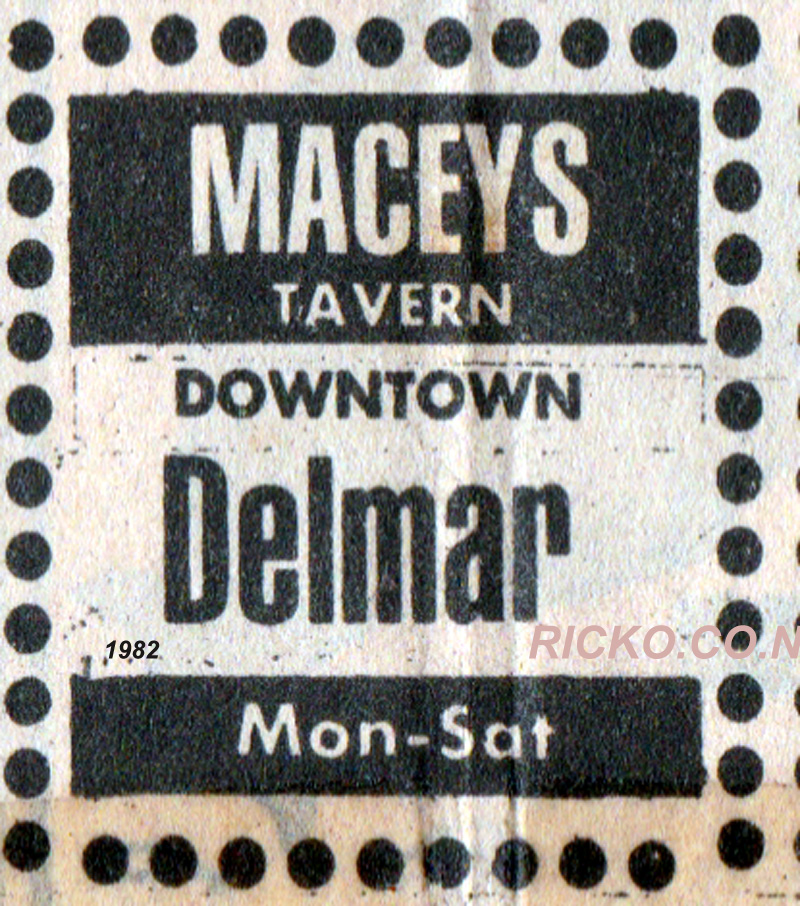 MACEYS
TAVERN
DOWNTOWN
Delmar
1982
RICKO.CO.N
Mon-Sat